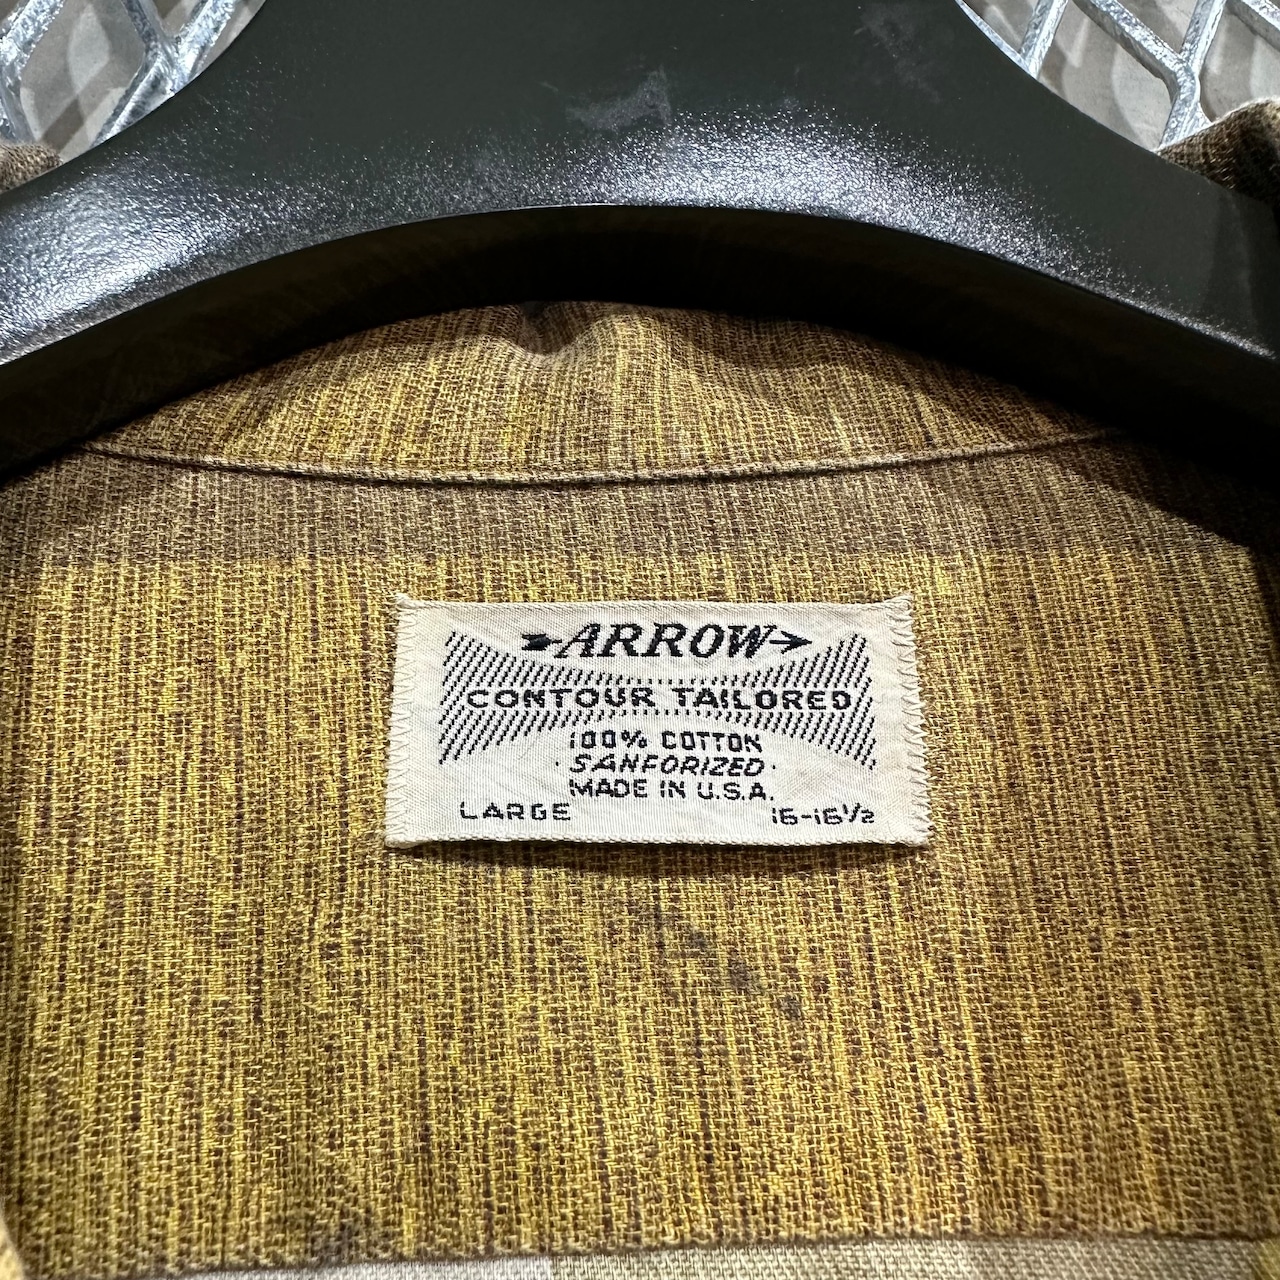 ARROW
CONTOUR TAILORED
100% COTTON
· SANFORIZED ·
MADE IN U.S.A.
LARGE 16-16½